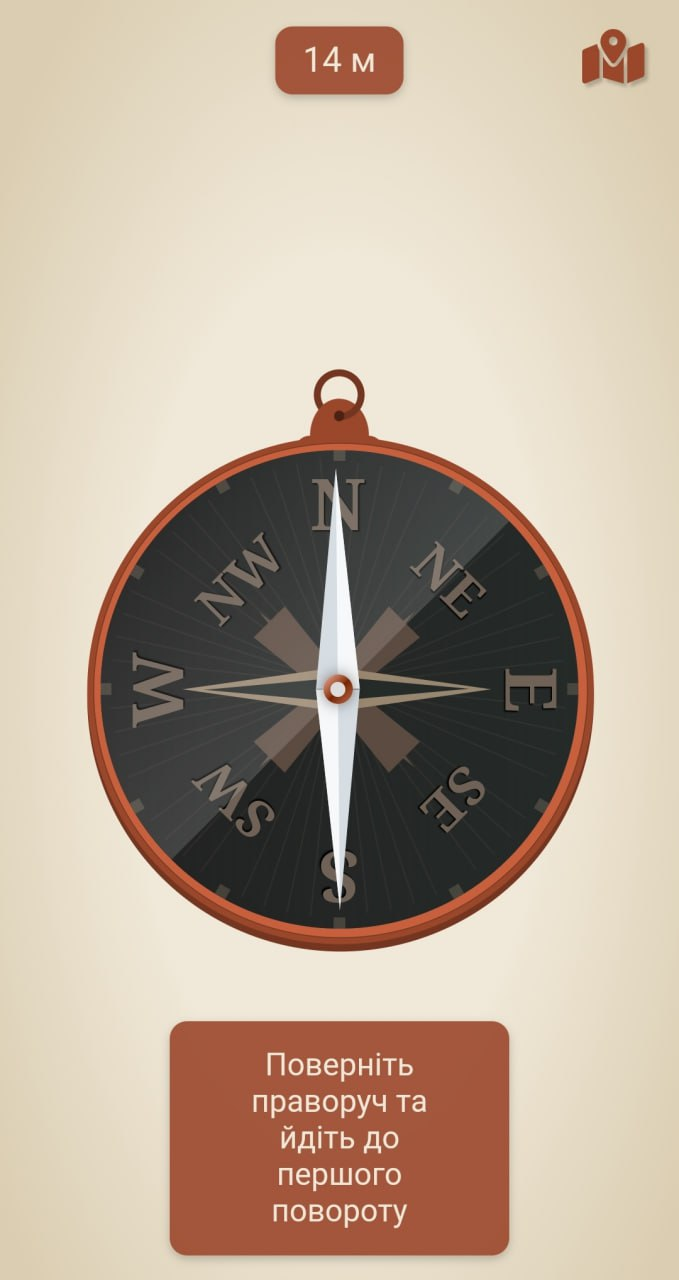 14 м
N
NW
NE
W
E
SW
SE
S
Поверніть
праворуч та
йдіть до
першого
повороту